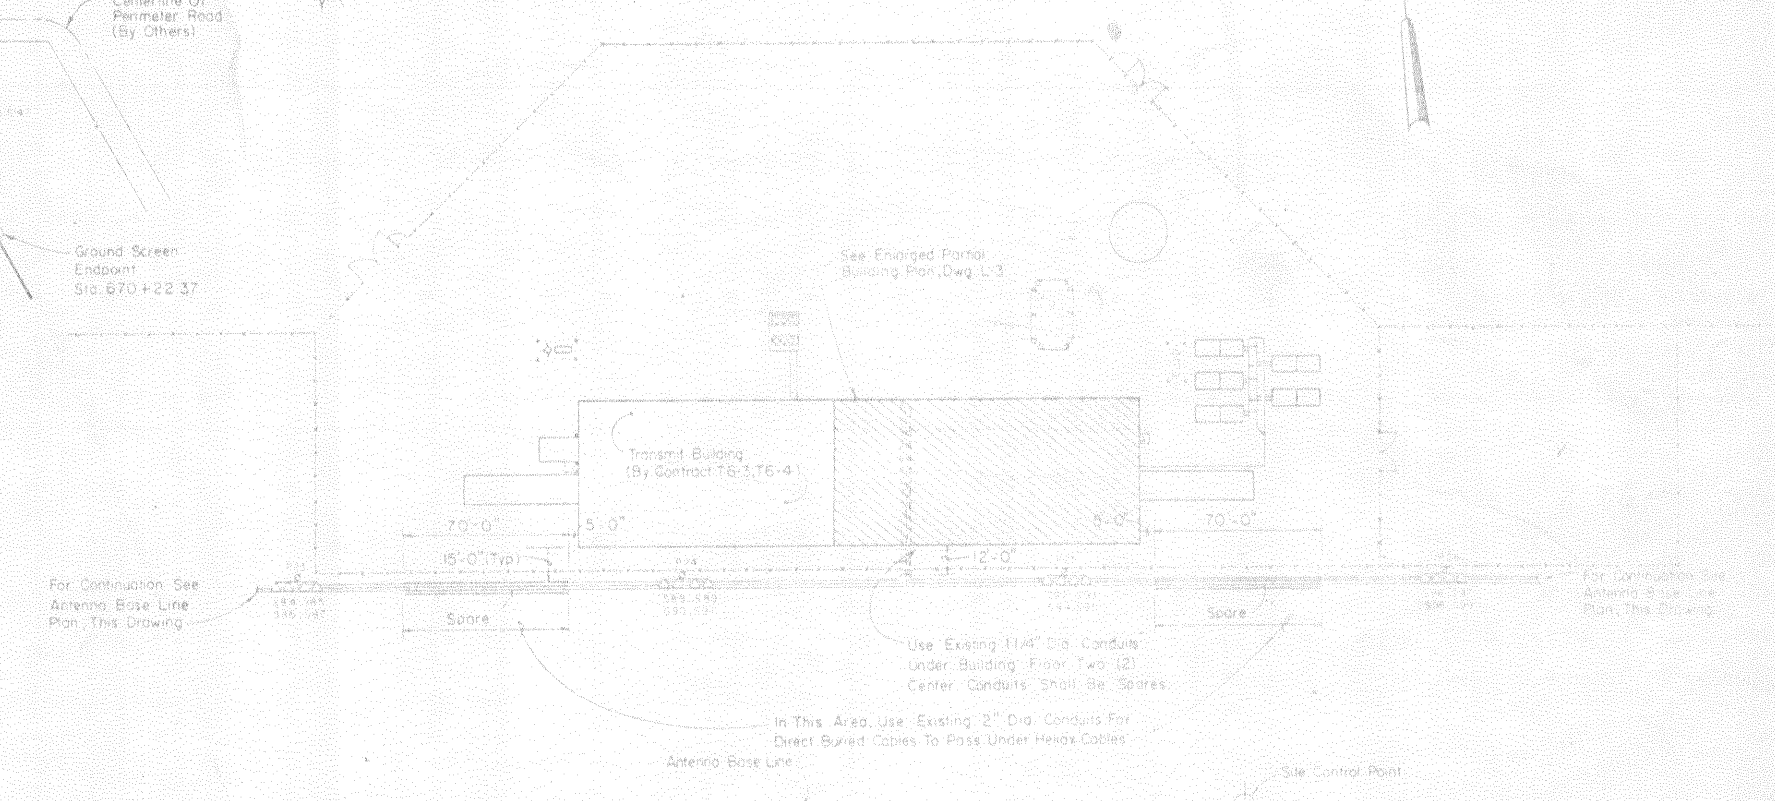 Centerline Of
Perimeter Road
(By Others)
Ground Screen
Endpoint
Sta. 670+22.37
See Enlarged Partial
Building Plan, Dwg. L-3
Transmit Building
(By Contract T6-3, T6-4)
70'-0"
5'-0"
5'-0"
70'-0"
15'-0" (Typ)
12'-0"
For Continuation See
Antenna Base Line
Plan, This Drawing
Spare
Spare
For Continuation See
Antenna Base Line
Plan, This Drawing
Use Existing 1 1/4" Dia. Conduits
Under Building Floor Two (2)
Center Conduits Shall Be Spares.
In This Area, Use Existing 2" Dia. Conduits For
Direct Buried Cables To Pass Under Heliax Cables
Antenna Base Line
Site Control Point